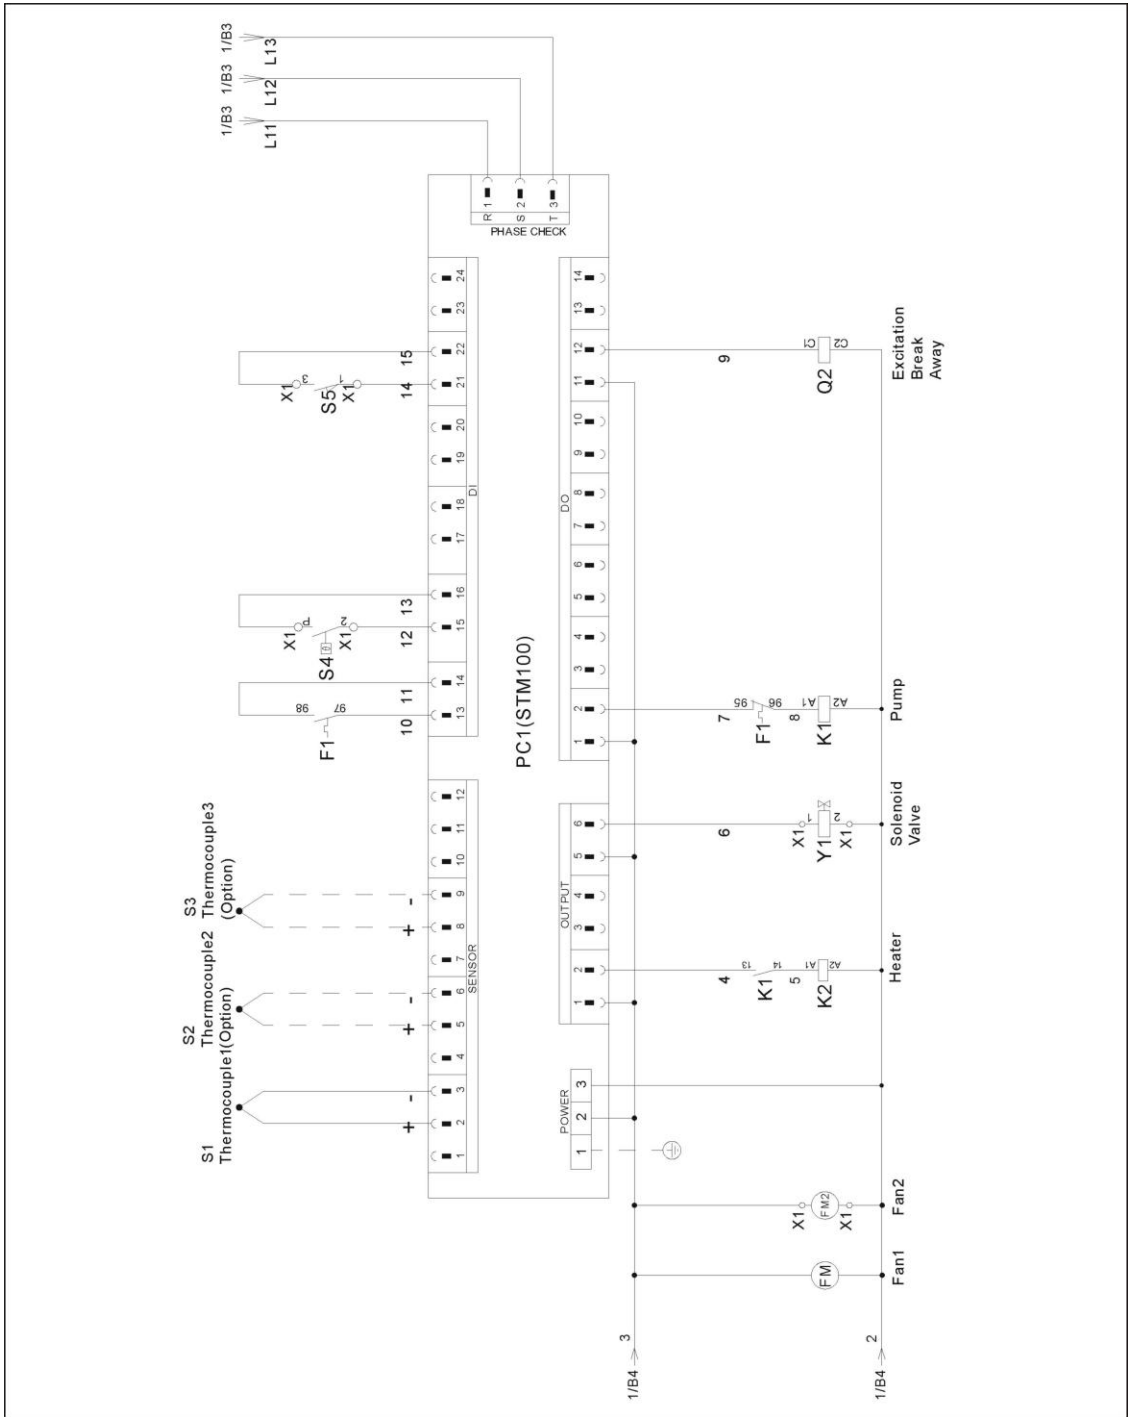 S1
Thermocouple1(Option)
S2
Thermocouple2
S3
Thermocouple3
(Option)
F1
98
97
S4
X1
P
X1
2
S5
X1
3
X1
1
1/B3
L11
1/B3
L12
1/B3
L13
+
-
+
-
+
-
10
11
12
13
14
15
1
2
3
4
5
6
7
8
9
10
11
12
SENSOR
13
14
15
16
17
18
19
20
21
22
23
24
DI
R 1
S 2
T 3
PHASE CHECK
PC1(STM100)
POWER
1
2
3
OUTPUT
1
2
3
4
5
6
DO
1
2
3
4
5
6
7
8
9
10
11
12
13
14
1/B4
3
4
K1
13
14
5
K2
A1
A2
6
X1
1
Y1
2
X1
7
F1
95
96
8
K1
A1
A2
9
Q2
C1
C2
FM
X1
FM2
X1
1/B4
2
Fan1
Fan2
Heater
Solenoid
Valve
Pump
Excitation
Break
Away